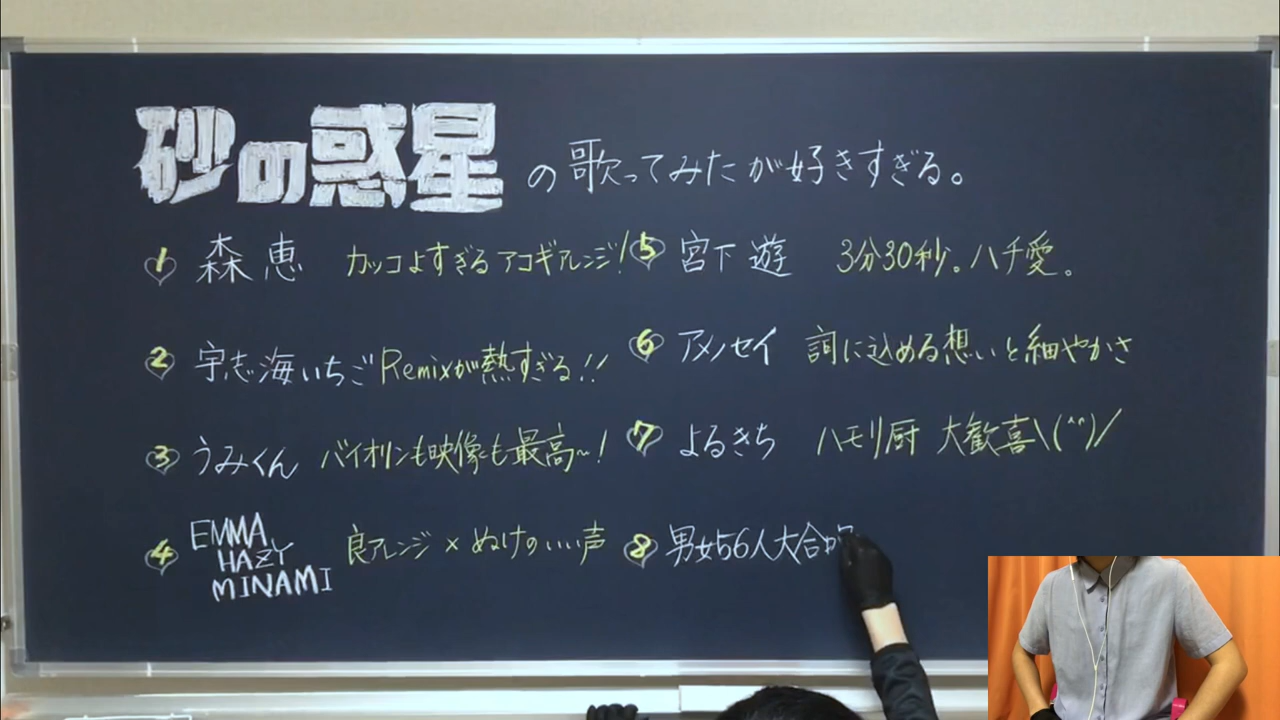 砂の惑星の歌ってみたが好きすぎる。
1 森 恵 カッコよすぎるアコギアレンジ!
2 宇志海いちご Remixが熱すぎる!!
3 うみくん バイオリンも映像も最高~!
4 EMMA HAZY MINAMI 良アレンジ×ぬけのいい声
5 宮下 遊 3分30秒。ハチ愛。
6 アメノセイ 詞に込める想いと細やかさ
7 よるきち ハモリ厨 大歓喜\(^^)/
8 男女56人大合